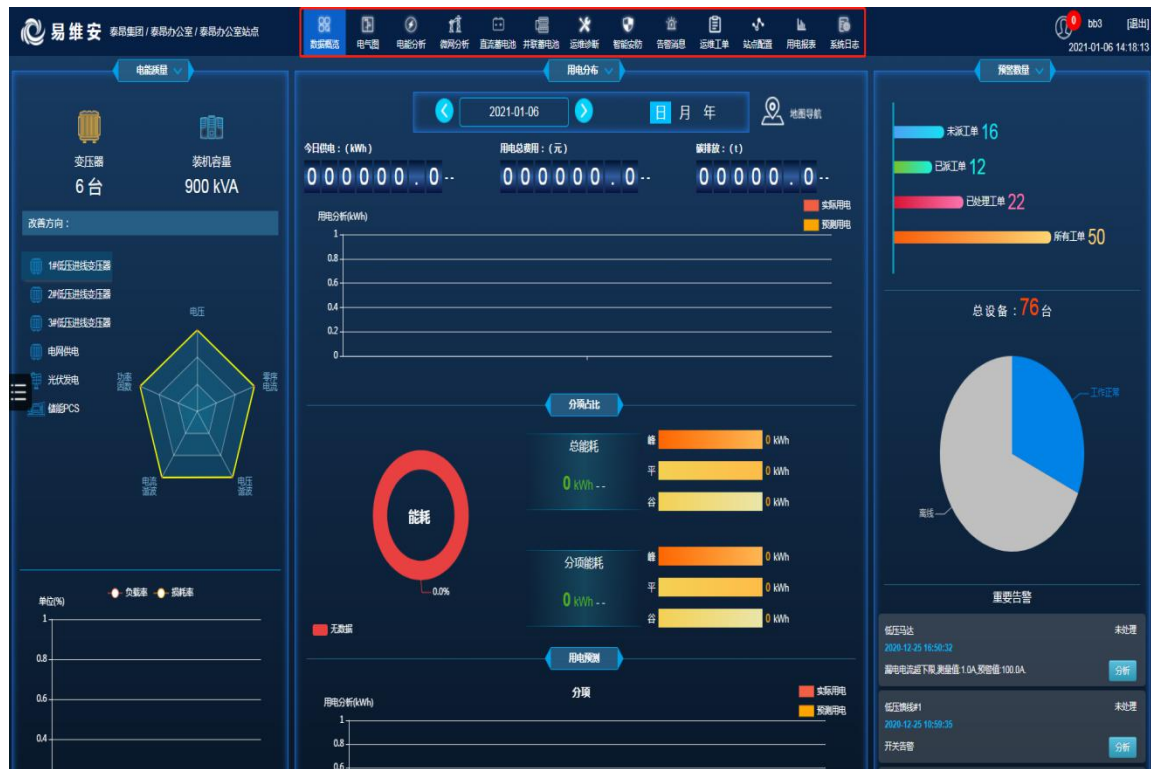 易维安 泰易集团 / 泰易办公室 / 泰昂办公室站点
数据概览 电气图 电能分析 微网分析 直流蓄电池 并联蓄电池 运维诊断 智能安防 告警消息 运维工单 站点配置 用电报表 系统日志
0 bb3 [退出]
2021-01-06 14:18:13
电能质量
变压器
6 台
装机容量
900 kVA
改善方向：
1#低压进线变压器
2#低压进线变压器
3#低压进线变压器
电网供电
光伏发电
储能PCS
电压
功率
因数
零序
电流
电流
谐波
电压
谐波
单位(%)
负载率 损耗率
1
0.8
0.6
0.4
用电分布
2021-01-06
日 月 年
地图导航
今日供电：(kWh)
000000.0--
用电总费用：(元)
000000.0--
碳排放：(t)
00000.0--
用电分析(kWh)
实际用电
预测用电
1
0.8
0.6
0.4
0.2
0
分项占比
能耗
0.0%
无数据
总能耗
0 kWh --
峰 0 kWh
平 0 kWh
谷 0 kWh
分项能耗
0 kWh --
峰 0 kWh
平 0 kWh
谷 0 kWh
用电预测
分项
用电分析(kWh)
实际用电
预测用电
1
0.8
0.6
预警数量
未派工单 16
已派工单 12
已处理工单 22
所有工单 50
总设备：76台
工作正常
离线
重要告警
低压马达 未处理
2020-12-25 16:50:32
漏电电流超下限,测量值:1.0A,预警值:100.0A. 分析
低压馈线#1 未处理
2020-12-25 10:59:35
开关告警 分析